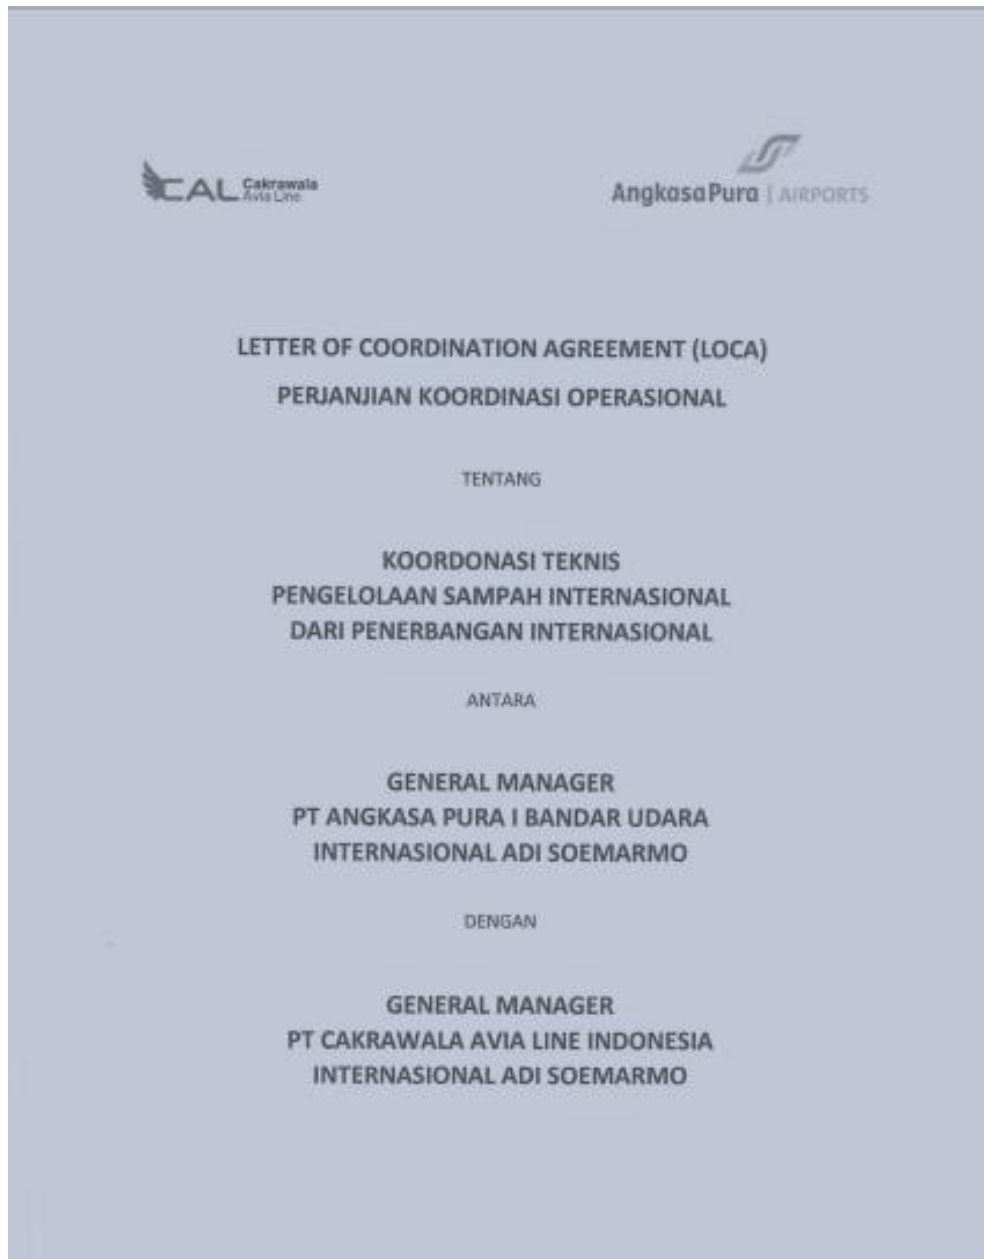 CAL Cakrawala
Avia Line
AngkasaPura | AIRPORTS
LETTER OF COORDINATION AGREEMENT (LOCA)
PERJANJIAN KOORDINASI OPERASIONAL
TENTANG
KOORDONASI TEKNIS
PENGELOLAAN SAMPAH INTERNASIONAL
DARI PENERBANGAN INTERNASIONAL
ANTARA
GENERAL MANAGER
PT ANGKASA PURA I BANDAR UDARA
INTERNASIONAL ADI SOEMARMO
DENGAN
GENERAL MANAGER
PT CAKRAWALA AVIA LINE INDONESIA
INTERNASIONAL ADI SOEMARMO